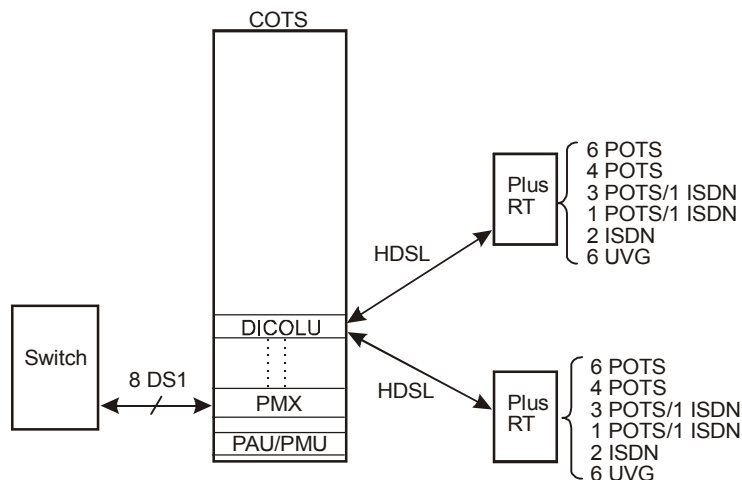 COTS
6 POTS
4 POTS
3 POTS/1 ISDN
1 POTS/1 ISDN
2 ISDN
6 UVG
Plus
RT
HDSL
DICOLU
Switch
8 DS1
HDSL
PMX
PAU/PMU
Plus
RT
6 POTS
4 POTS
3 POTS/1 ISDN
1 POTS/1 ISDN
2 ISDN
6 UVG